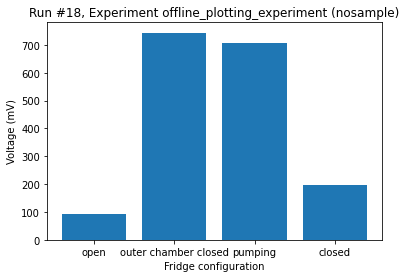 Run #18, Experiment offline_plotting_experiment (nosample)
Voltage (mV)
700
600
500
400
300
200
100
0
open outer chamber closed pumping closed
Fridge configuration